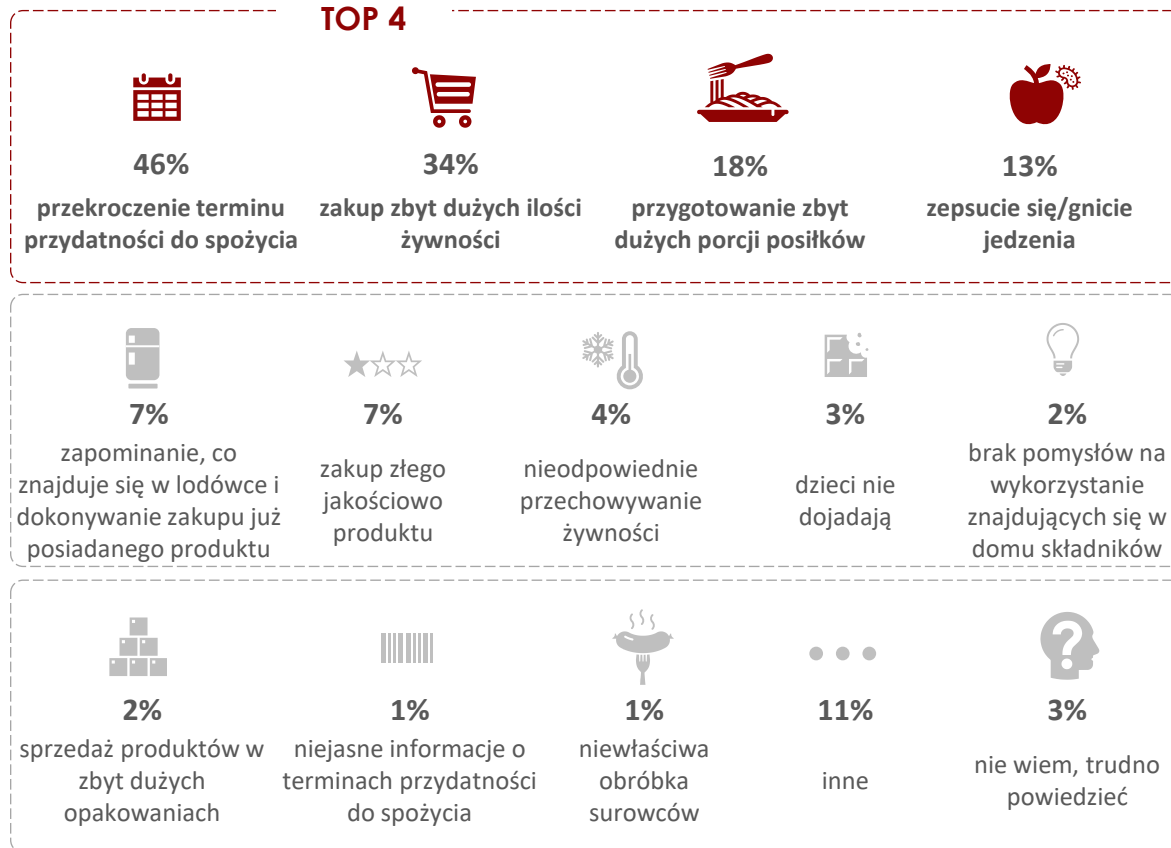 TOP 4
46%
przekroczenie terminu
przydatności do spożycia
34%
zakup zbyt dużych ilości
żywności
18%
przygotowanie zbyt
dużych porcji posiłków
13%
zepsucie się/gnicie
jedzenia
7%
zapominanie, co
znajduje się w lodówce i
dokonywanie zakupu już
posiadanego produktu
7%
zakup złego
jakościowo
produktu
4%
nieodpowiednie
przechowywanie
żywności
3%
dzieci nie
dojadają
2%
brak pomysłów na
wykorzystanie
znajdujących się w
domu składników
2%
sprzedaż produktów w
zbyt dużych
opakowaniach
1%
niejasne informacje o
terminach przydatności
do spożycia
1%
niewłaściwa
obróbka
surowców
11%
inne
3%
nie wiem, trudno
powiedzieć